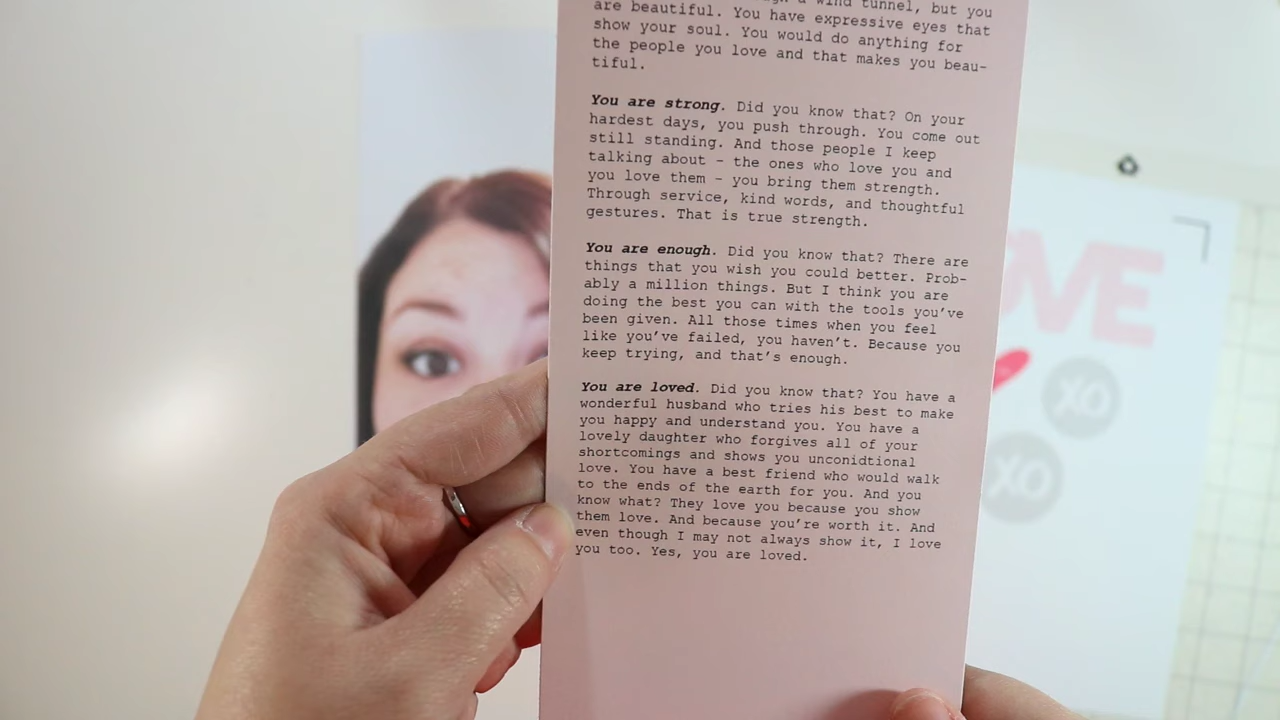 a wind tunnel, but you
are beautiful. You have expressive eyes that
show your soul. You would do anything for
the people you love and that makes you beau-
tiful.
You are strong. Did you know that? On your
hardest days, you push through. You come out
still standing. And those people I keep
talking about - the ones who love you and
you love them - you bring them strength.
Through service, kind words, and thoughtful
gestures. That is true strength.
You are enough. Did you know that? There are
things that you wish you could better. Prob-
ably a million things. But I think you are
doing the best you can with the tools you've
been given. All those times when you feel
like you've failed, you haven't. Because you
keep trying, and that's enough.
You are loved. Did you know that? You have a
wonderful husband who tries his best to make
you happy and understand you. You have a
lovely daughter who forgives all of your
shortcomings and shows you uncondtional
love. You have a best friend who would walk
to the ends of the earth for you. And you
know what? They love you because you show
them love. And because you're worth it. And
even though I may not always show it, I love
you too. Yes, you are loved.
OVE
XO
XO